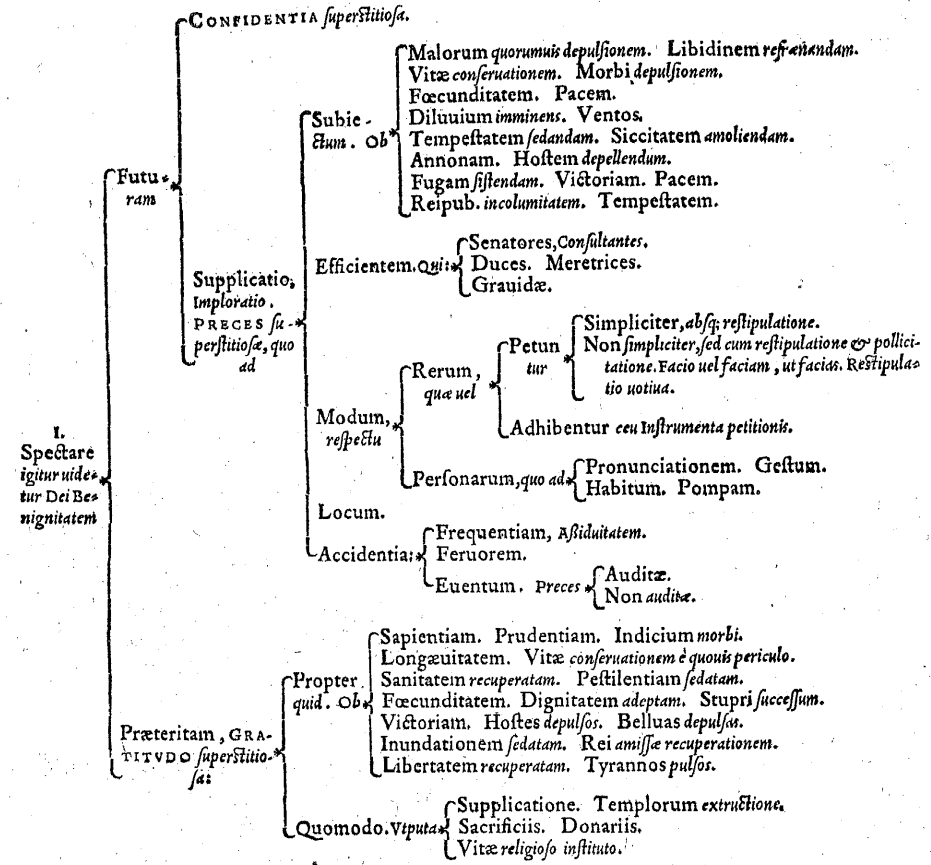 CONFIDENTIA ſuperſtitioſa.
Malorum quorumuis depulſionem. Libidinem refrænandam.
Vitæ conſeruationem. Morbi depulſionem.
Fœcunditatem. Pacem.
Diluuium imminens. Ventos.
Tempeſtatem ſedandam. Siccitatem amoliendam.
Annonam. Hoſtem depellendum.
Fugam ſiſtendam. Victoriam. Pacem.
Reipub. incolumitatem. Tempeſtatem.
Subie-
ctum. Ob
Futu-
ram
Senatores, Conſultantes.
Duces. Meretrices.
Grauidæ.
Efficientem. Qui:
Supplicatio,
Imploratio.
PRECES ſu-
perſtitioſæ, quo
ad
Simpliciter, abſq; reſtipulatione.
Non ſimpliciter, ſed cum reſtipulatione & pollici-
tatione. Facio uel faciam, ut facias. Reſtipula-
tio uotiua.
Petun
tur
Rerum,
quæ uel
Adhibentur ceu Inſtrumenta petitionis.
Modum,
reſpectu
Perſonarum, quo ad
Pronunciationem. Geſtum.
Habitum. Pompam.
I.
Spectare
igitur uide-
tur Dei Be-
nignitatem
Locum.
Accidentia:
Frequentiam, Aſsiduitatem.
Feruorem.
Euentum. Preces
Auditæ.
Non auditæ.
Sapientiam. Prudentiam. Indicium morbi.
Longæuitatem. Vitæ conſeruationem è quouis periculo.
Sanitatem recuperatam. Peſtilentiam ſedatam.
Fœcunditatem. Dignitatem adeptam. Stupri ſucceſſum.
Victoriam. Hoſtes depulſos. Belluas depulſas.
Inundationem ſedatam. Rei amiſſæ recuperationem.
Libertatem recuperatam. Tyrannos pulſos.
Propter
quid. Ob
Præteritam, GRA-
TITVDO ſuperſtitio-
ſa:
Quomodo. Vtputa
Supplicatione. Templorum extructione.
Sacrificiis. Donariis.
Vitæ religioſo inſtituto.